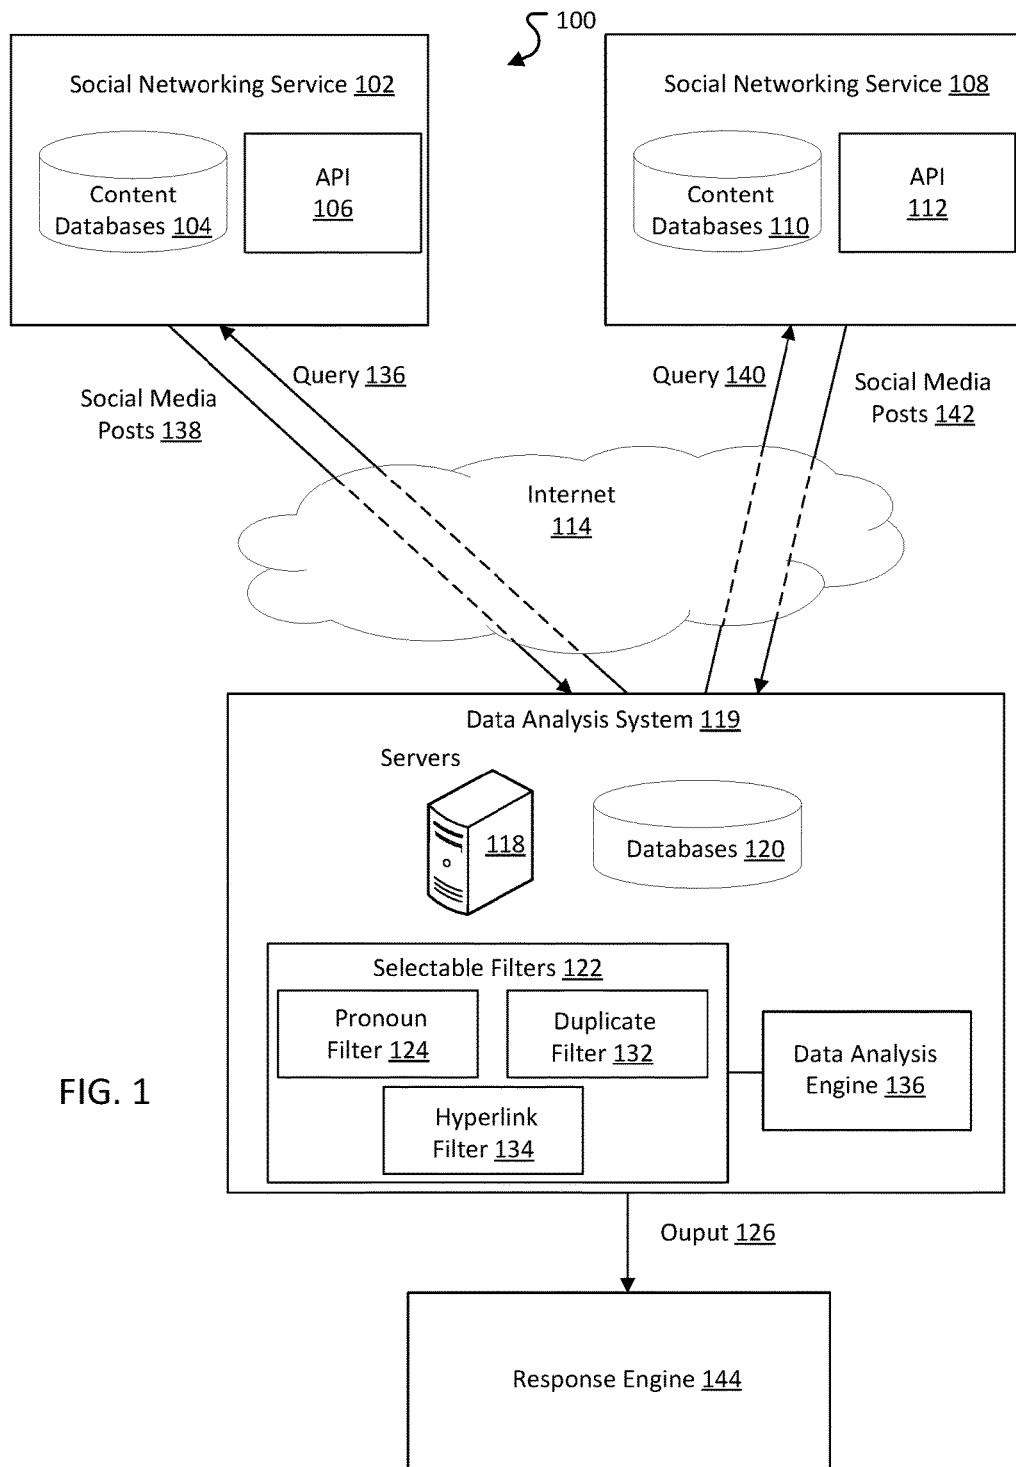 100
Social Networking Service 102
Content
Databases 104
API
106
Social Networking Service 108
Content
Databases 110
API
112
Query 136
Social Media
Posts 138
Query 140
Social Media
Posts 142
Internet
114
Data Analysis System 119
Servers
118
Databases 120
Selectable Filters 122
Pronoun
Filter 124
Duplicate
Filter 132
Hyperlink
Filter 134
Data Analysis
Engine 136
FIG. 1
Ouput 126
Response Engine 144